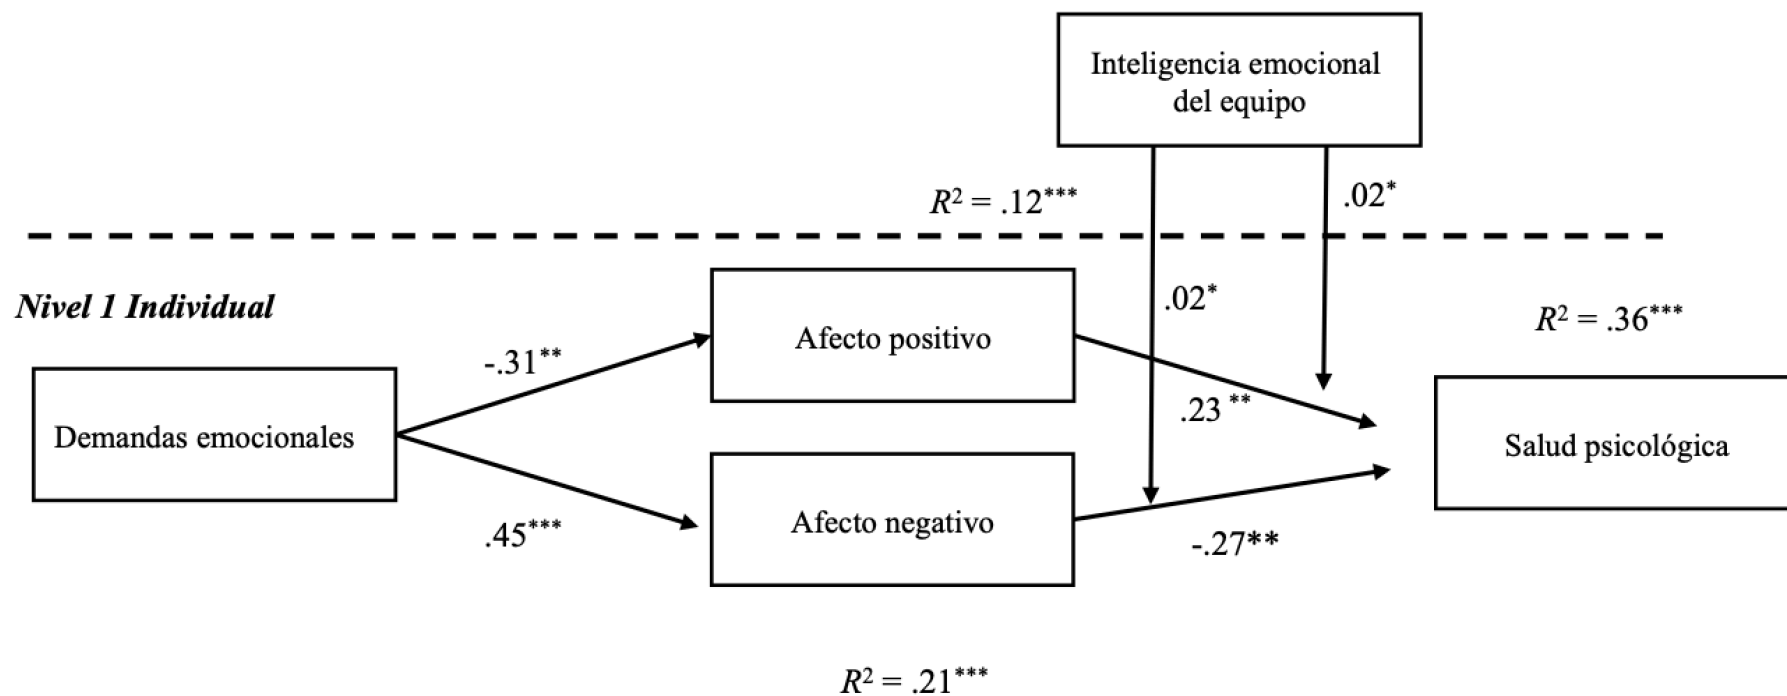 Inteligencia emocional
del equipo
R² = .12***
.02*
Nivel 1 Individual
.02*
R² = .36***
Afecto positivo
-.31**
.23 **
Demandas emocionales
Salud psicológica
Afecto negativo
.45***
-.27**
R² = .21***